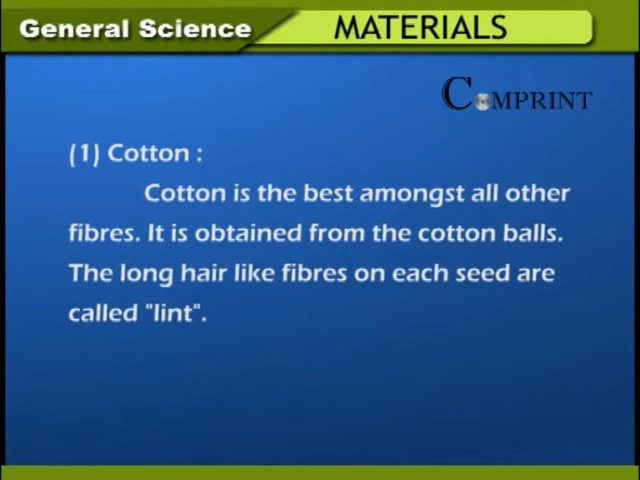 General Science
MATERIALS
COMPRINT
(1) Cotton :
Cotton is the best amongst all other
fibres. It is obtained from the cotton balls.
The long hair like fibres on each seed are
called "lint".